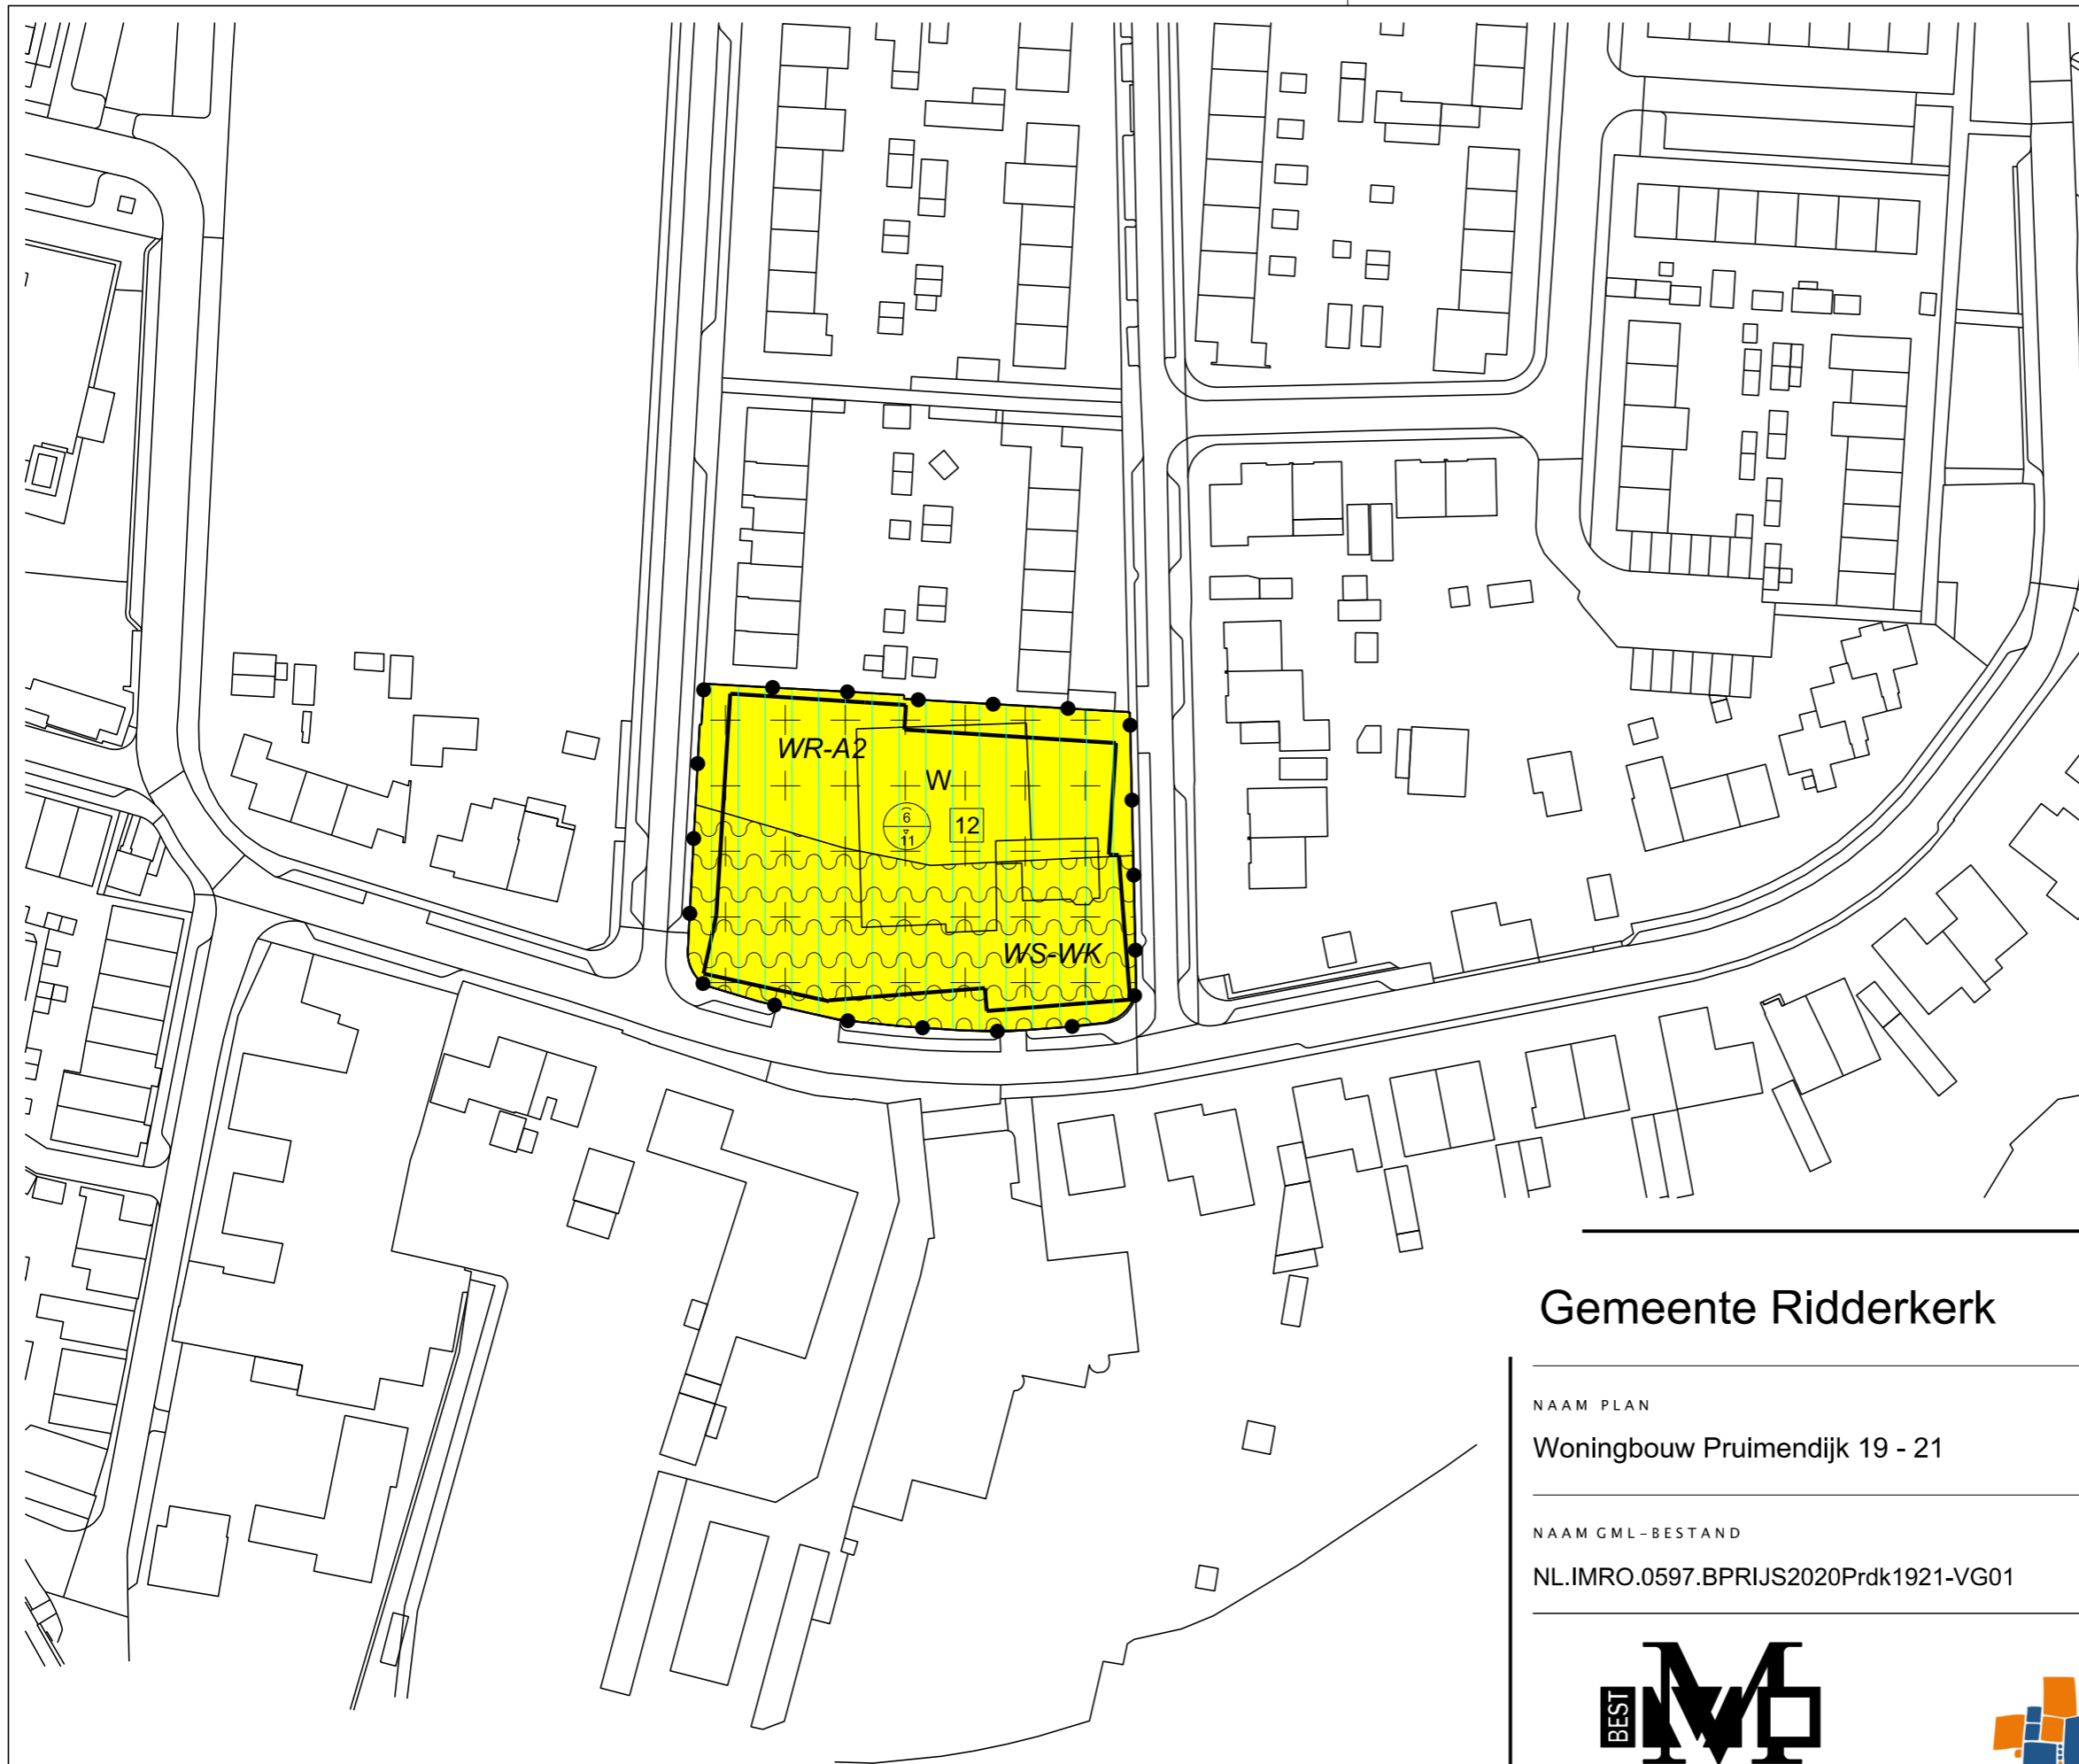 WR-A2
W
6
11
12
WS-WK
Gemeente Ridderkerk
NAAM PLAN
Woningbouw Pruimendijk 19 - 21
NAAM GML-BESTAND
NL.IMRO.0597.BPRIJS2020Prdk1921-VG01
BEST